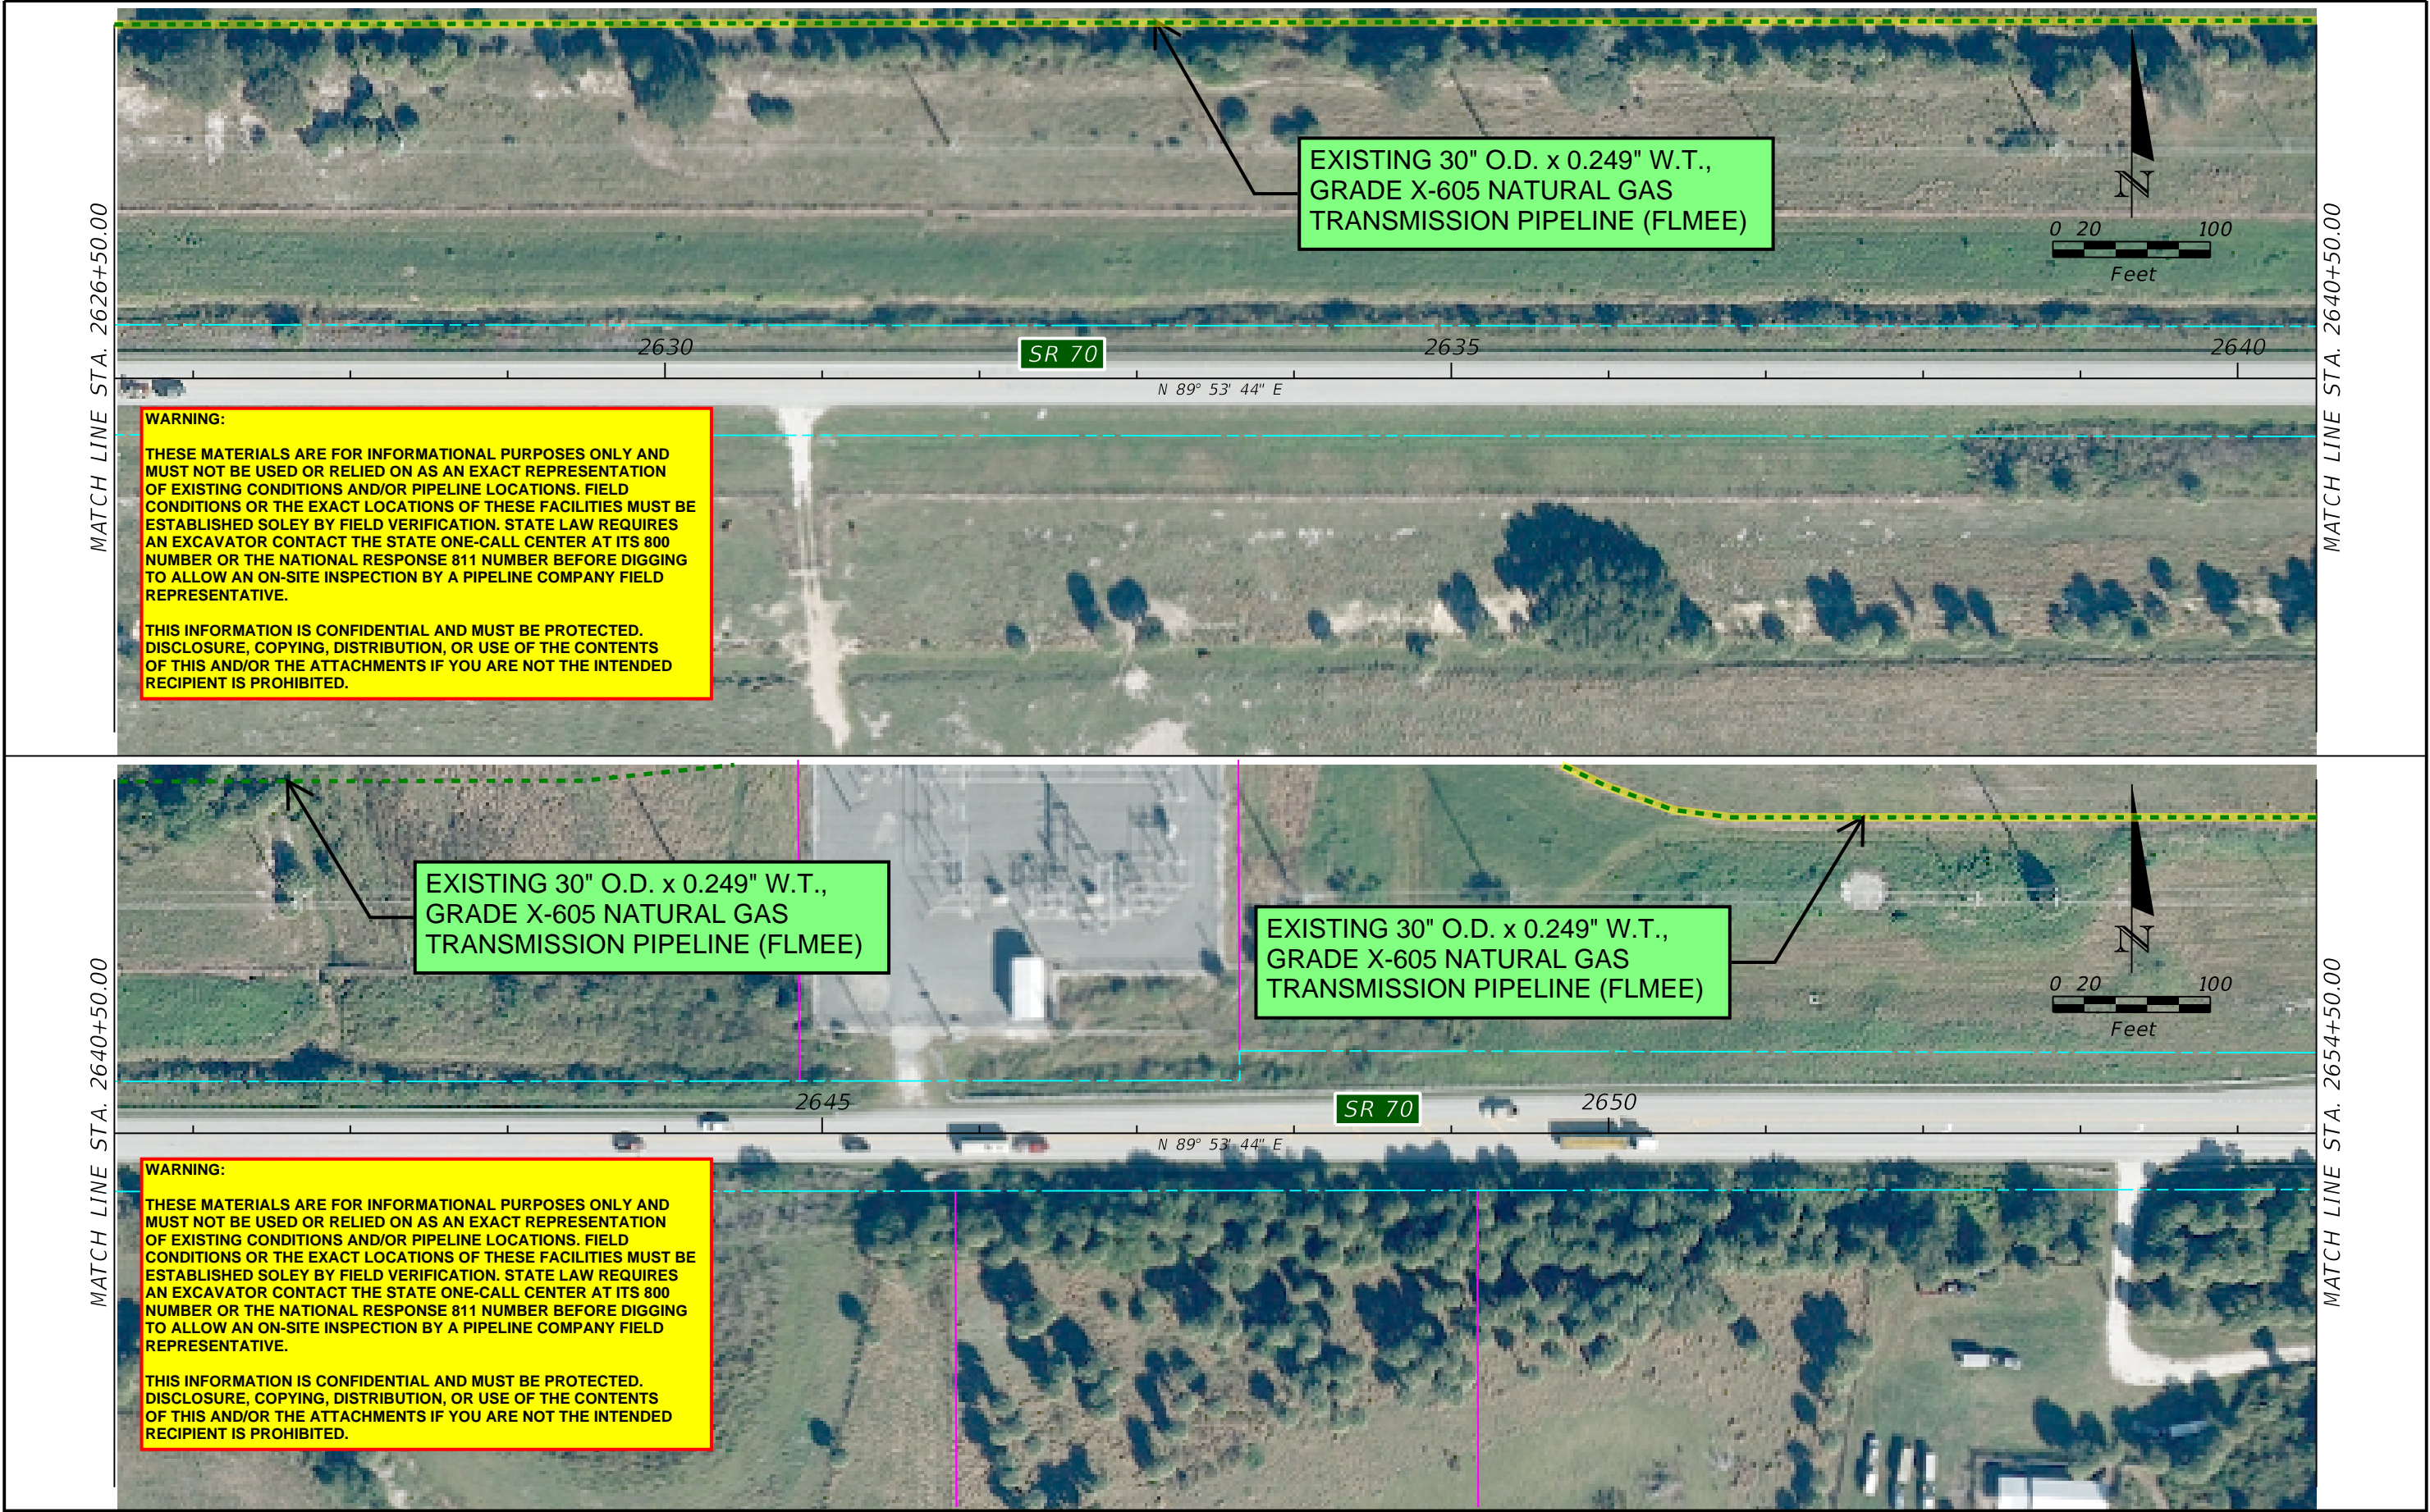 EXISTING 30" O.D. x 0.249" W.T.,
GRADE X-605 NATURAL GAS
TRANSMISSION PIPELINE (FLMEE)
N
0 20 100
Feet
MATCH LINE STA. 2626+50.00
MATCH LINE STA. 2640+50.00
2630
SR 70
2635
2640
N 89° 53' 44" E
WARNING:
THESE MATERIALS ARE FOR INFORMATIONAL PURPOSES ONLY AND
MUST NOT BE USED OR RELIED ON AS AN EXACT REPRESENTATION
OF EXISTING CONDITIONS AND/OR PIPELINE LOCATIONS. FIELD
CONDITIONS OR THE EXACT LOCATIONS OF THESE FACILITIES MUST BE
ESTABLISHED SOLEY BY FIELD VERIFICATION. STATE LAW REQUIRES
AN EXCAVATOR CONTACT THE STATE ONE-CALL CENTER AT ITS 800
NUMBER OR THE NATIONAL RESPONSE 811 NUMBER BEFORE DIGGING
TO ALLOW AN ON-SITE INSPECTION BY A PIPELINE COMPANY FIELD
REPRESENTATIVE.
THIS INFORMATION IS CONFIDENTIAL AND MUST BE PROTECTED.
DISCLOSURE, COPYING, DISTRIBUTION, OR USE OF THE CONTENTS
OF THIS AND/OR THE ATTACHMENTS IF YOU ARE NOT THE INTENDED
RECIPIENT IS PROHIBITED.
EXISTING 30" O.D. x 0.249" W.T.,
GRADE X-605 NATURAL GAS
TRANSMISSION PIPELINE (FLMEE)
EXISTING 30" O.D. x 0.249" W.T.,
GRADE X-605 NATURAL GAS
TRANSMISSION PIPELINE (FLMEE)
N
0 20 100
Feet
MATCH LINE STA. 2640+50.00
MATCH LINE STA. 2654+50.00
2645
SR 70
2650
N 89° 53' 44" E
WARNING:
THESE MATERIALS ARE FOR INFORMATIONAL PURPOSES ONLY AND
MUST NOT BE USED OR RELIED ON AS AN EXACT REPRESENTATION
OF EXISTING CONDITIONS AND/OR PIPELINE LOCATIONS. FIELD
CONDITIONS OR THE EXACT LOCATIONS OF THESE FACILITIES MUST BE
ESTABLISHED SOLEY BY FIELD VERIFICATION. STATE LAW REQUIRES
AN EXCAVATOR CONTACT THE STATE ONE-CALL CENTER AT ITS 800
NUMBER OR THE NATIONAL RESPONSE 811 NUMBER BEFORE DIGGING
TO ALLOW AN ON-SITE INSPECTION BY A PIPELINE COMPANY FIELD
REPRESENTATIVE.
THIS INFORMATION IS CONFIDENTIAL AND MUST BE PROTECTED.
DISCLOSURE, COPYING, DISTRIBUTION, OR USE OF THE CONTENTS
OF THIS AND/OR THE ATTACHMENTS IF YOU ARE NOT THE INTENDED
RECIPIENT IS PROHIBITED.